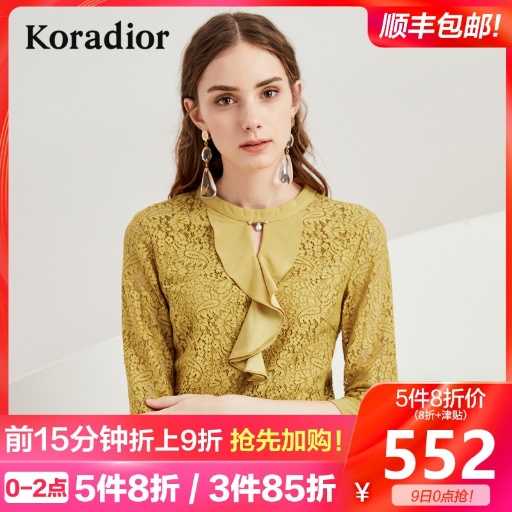 Koradior
顺丰包邮!
5件8折价
(8折+津贴)
¥ 552
9日0点抢!
前15分钟折上9折 抢先加购!
0-2点 5件8折 / 3件85折